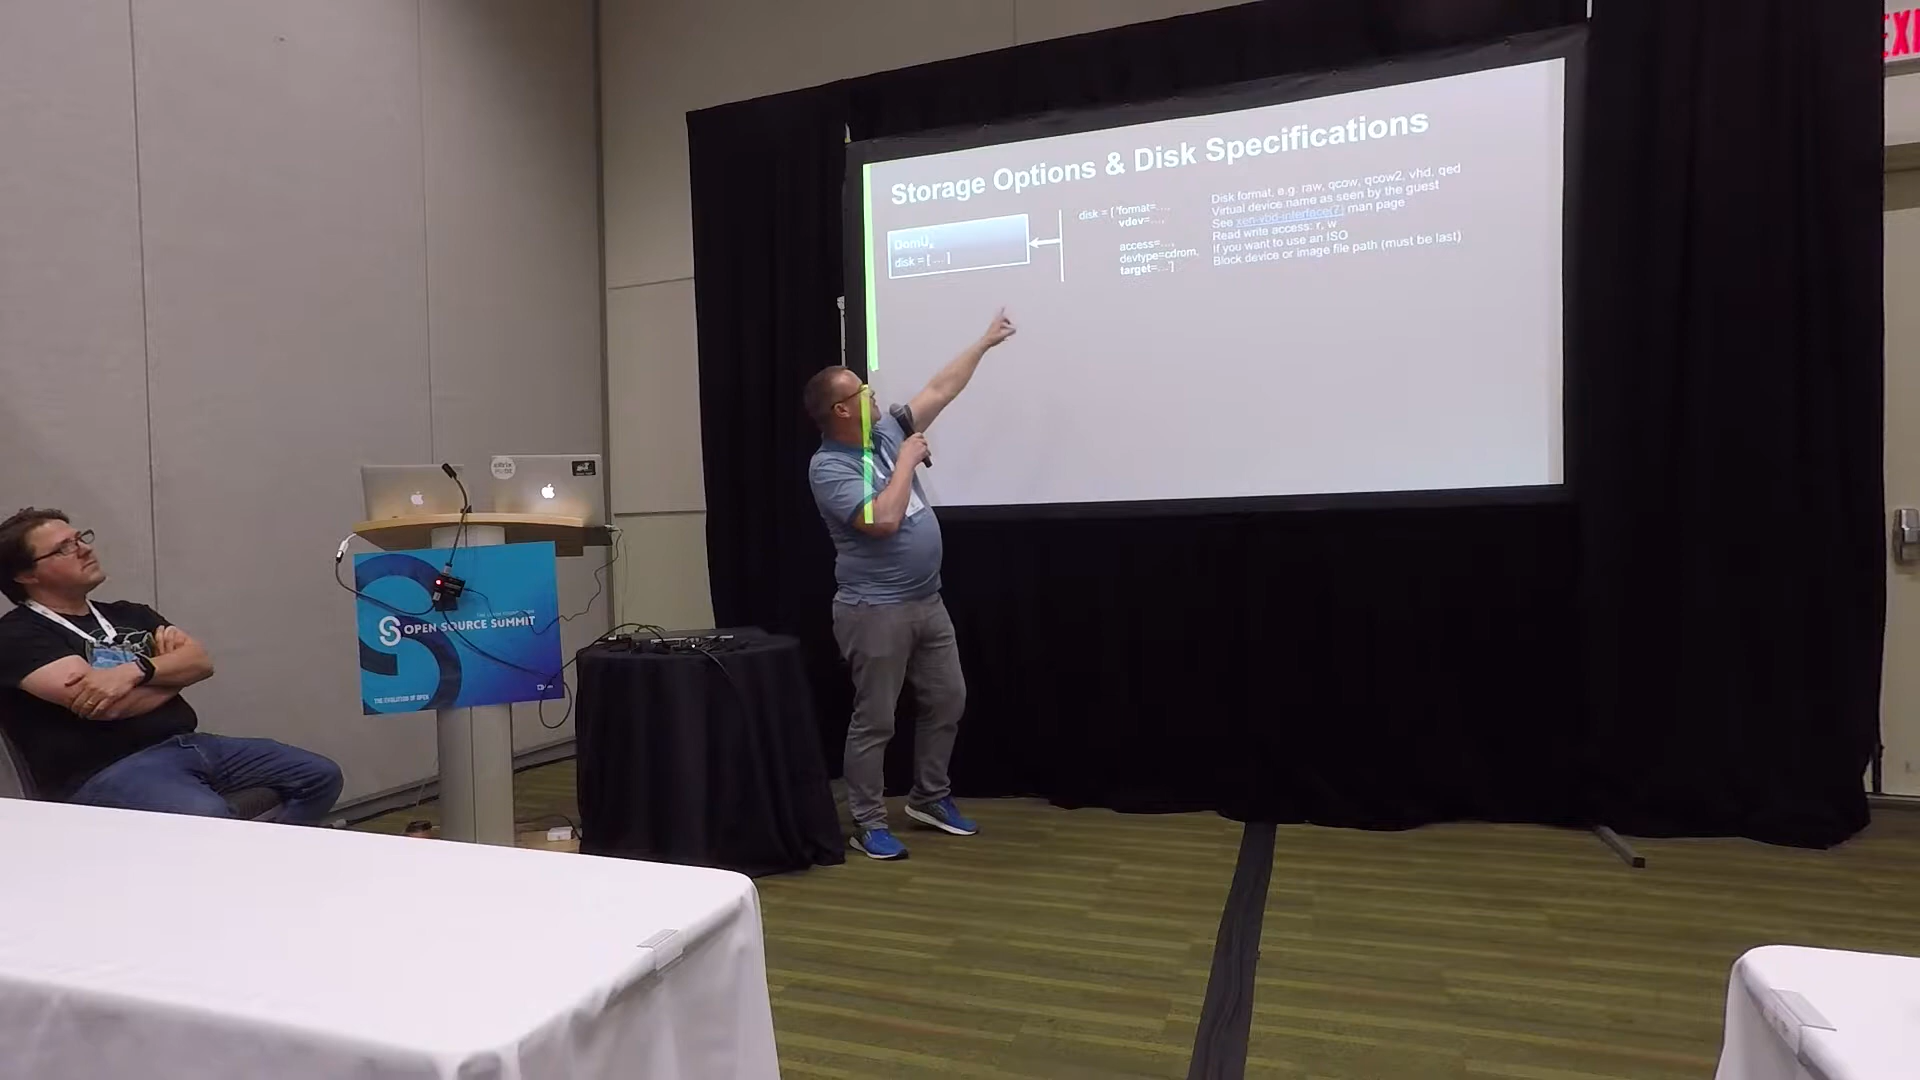 EXI
Storage Options & Disk Specifications
DomUx
disk = [ … ]
disk = [ 'format=…,
vdev=…,
access=…,
devtype=cdrom,
target=…']
Disk format, e.g. raw, qcow, qcow2, vhd, qed
Virtual device name as seen by the guest
See xen-vbd-interface(7) man page
Read write access: r, w
If you want to use an ISO
Block device or image file path (must be last)
citrix
OPEN SOURCE SUMMIT
THE EVOLUTION OF OPEN